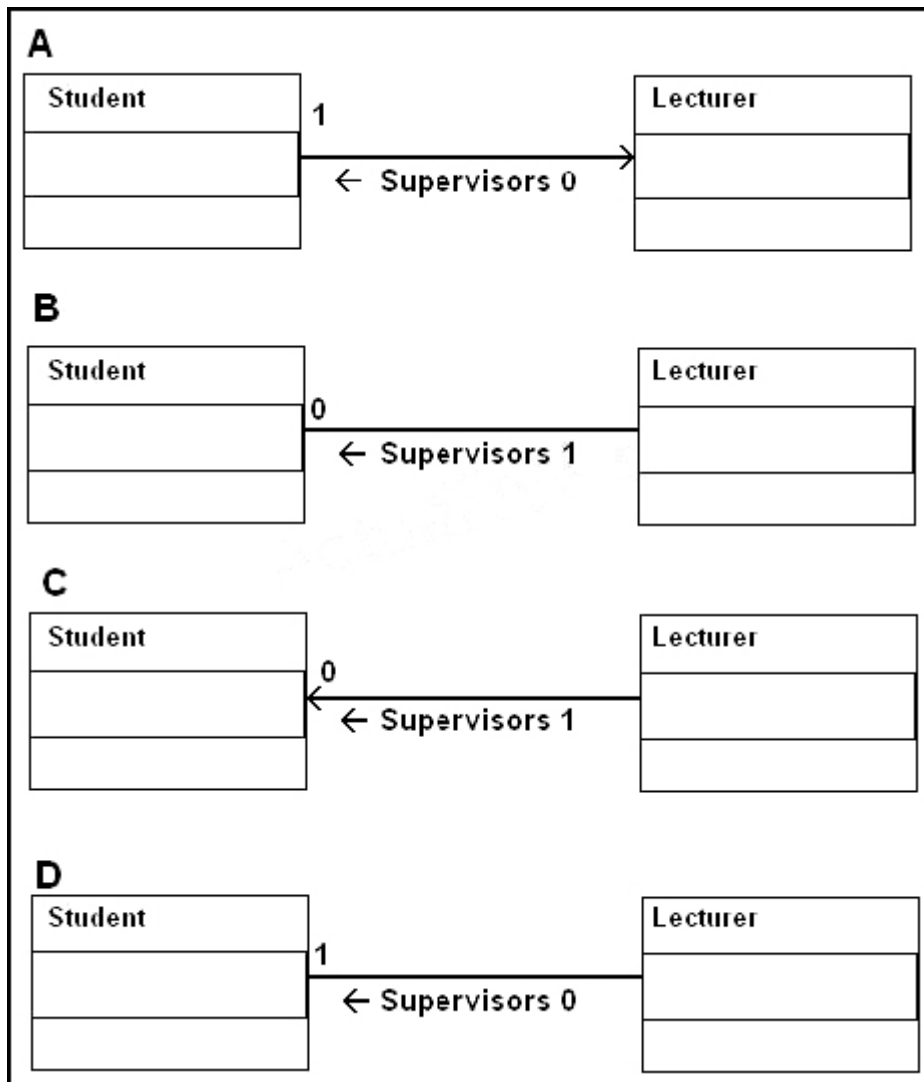 A
Student Lecturer
1
← Supervisors 0
B
Student Lecturer
0
← Supervisors 1
C
Student Lecturer
0
← Supervisors 1
D
Student Lecturer
1
← Supervisors 0